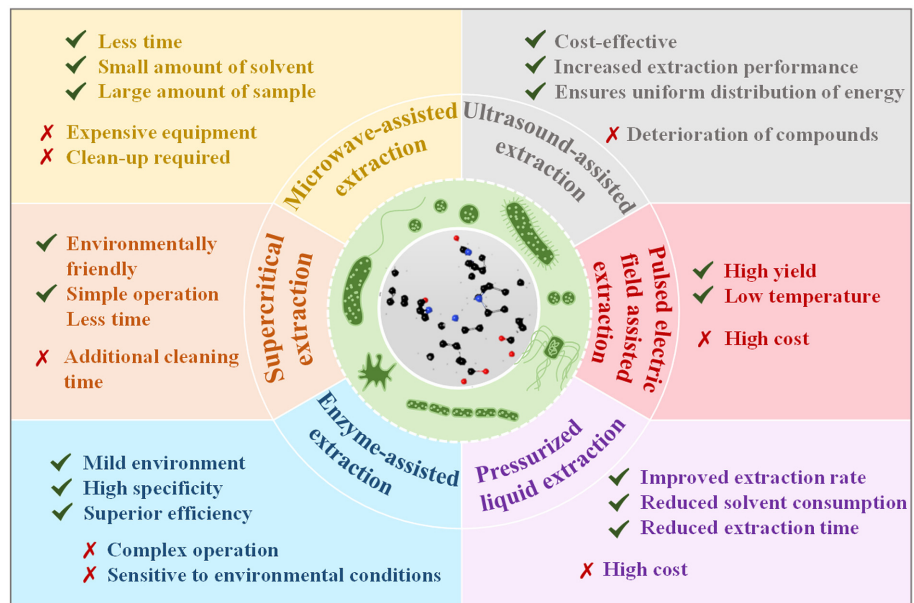 Less time
Small amount of solvent
Large amount of sample
Expensive equipment
Clean-up required
Microwave-assisted
extraction
Cost-effective
Increased extraction performance
Ensures uniform distribution of energy
Deterioration of compounds
Ultrasound-assisted
extraction
Environmentally
friendly
Simple operation
Less time
Additional cleaning
time
Supercritical
extraction
Pulsed electric
field assisted
extraction
High yield
Low temperature
High cost
Mild environment
High specificity
Superior efficiency
Complex operation
Sensitive to environmental conditions
Enzyme-assisted
extraction
Pressurized
liquid extraction
Improved extraction rate
Reduced solvent consumption
Reduced extraction time
High cost